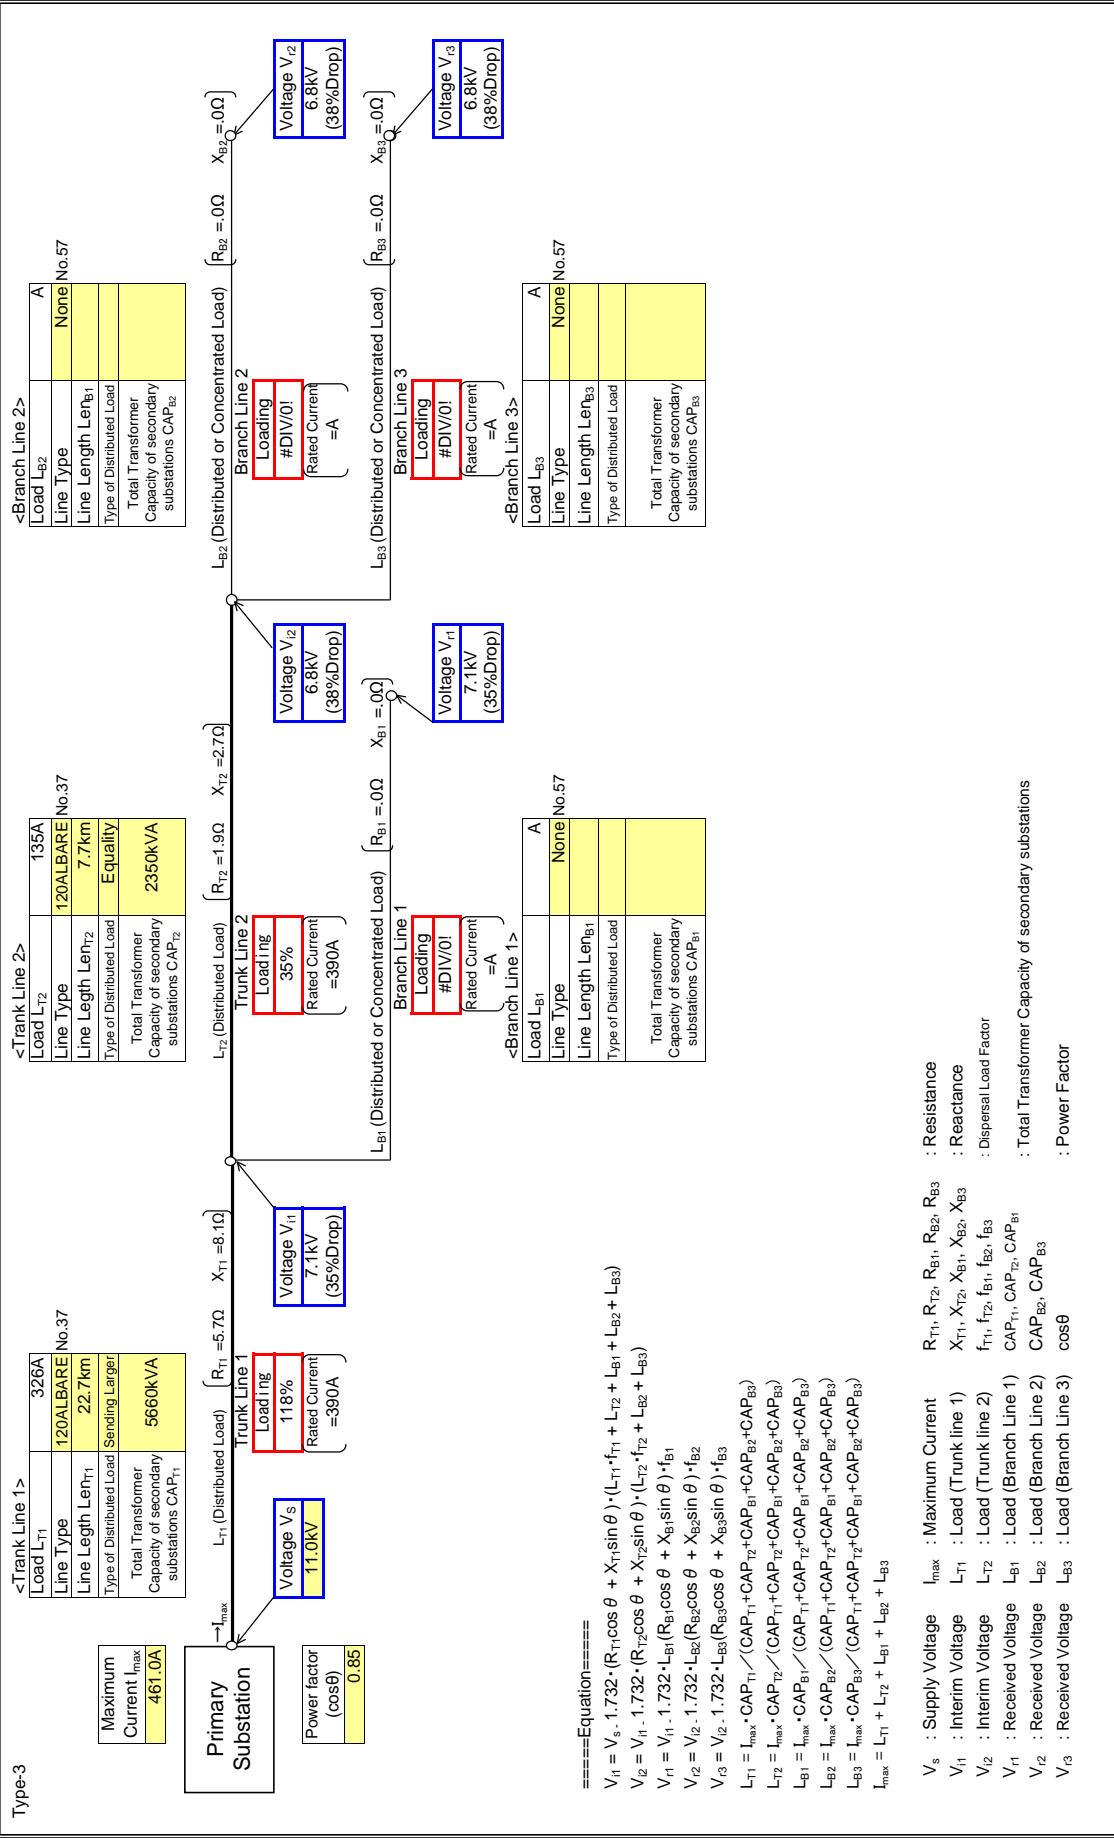 Type-3
Maximum
Current Imax
461.0A
Primary
Substation
Power factor
(cosθ)
0.85
→Imax
Voltage VS
11.0kV
<Trank Line 1>
Load LT1 326A
Line Type 120ALBARE No.37
Line Legth LenT1 22.7km
Type of Distributed Load Sending Larger
Total Transformer
Capacity of secondary
substations CAPT1
5660kVA
LT1 (Distributed Load) RT1 =5.7Ω XT1 =8.1Ω
Trunk Line 1
Loading
118%
Rated Current
=390A
Voltage Vi1
7.1kV
(35%Drop)
<Trank Line 2>
Load LT2 135A
Line Type 120ALBARE No.37
Line Legth LenT2 7.7km
Type of Distributed Load Equality
Total Transformer
Capacity of secondary
substations CAPT2
2350kVA
LT2 (Distributed Load) RT2 =1.9Ω XT2 =2.7Ω
Trunk Line 2
Loading
35%
Rated Current
=390A
Voltage Vi2
6.8kV
(38%Drop)
LB1 (Distributed or Concentrated Load) RB1 =.0Ω XB1 =.0Ω
Branch Line 1
Loading
#DIV/0!
Rated Current
=A
Voltage Vr1
7.1kV
(35%Drop)
<Branch Line 1>
Load LB1 A
Line Type None No.57
Line Length LenB1
Type of Distributed Load
Total Transformer
Capacity of secondary
substations CAPB1
<Branch Line 2>
Load LB2 A
Line Type None No.57
Line Length LenB1
Type of Distributed Load
Total Transformer
Capacity of secondary
substations CAPB2
LB2 (Distributed or Concentrated Load) RB2 =.0Ω XB2 =.0Ω
Branch Line 2
Loading
#DIV/0!
Rated Current
=A
Voltage Vr2
6.8kV
(38%Drop)
LB3 (Distributed or Concentrated Load) RB3 =.0Ω XB3 =.0Ω
Branch Line 3
Loading
#DIV/0!
Rated Current
=A
Voltage Vr3
6.8kV
(38%Drop)
<Branch Line 3>
Load LB3 A
Line Type None No.57
Line Length LenB3
Type of Distributed Load
Total Transformer
Capacity of secondary
substations CAPB3
=====Equation=====
Vi1 = Vs - 1.732・(RT1cos θ + XT1sin θ)・(LT1・fT1 + LT2 + LB1 + LB2 + LB3)
Vi2 = Vi1 - 1.732・(RT2cos θ + XT2sin θ)・(LT2・fT2 + LB2 + LB3)
Vr1 = Vi1 - 1.732・LB1(RB1cos θ + XB1sin θ)・fB1
Vr2 = Vi2 - 1.732・LB2(RB2cos θ + XB2sin θ)・fB2
Vr3 = Vi2 - 1.732・LB3(RB3cos θ + XB3sin θ)・fB3
LT1 = Imax・CAPT1／(CAPT1+CAPT2+CAPB1+CAPB2+CAPB3)
LT2 = Imax・CAPT2／(CAPT1+CAPT2+CAPB1+CAPB2+CAPB3)
LB1 = Imax・CAPB1／(CAPT1+CAPT2+CAPB1+CAPB2+CAPB3)
LB2 = Imax・CAPB2／(CAPT1+CAPT2+CAPB1+CAPB2+CAPB3)
LB3 = Imax・CAPB3／(CAPT1+CAPT2+CAPB1+CAPB2+CAPB3)
Imax = LT1 + LT2 + LB1 + LB2 + LB3
Vs : Supply Voltage Imax : Maximum Current RT1, RT2, RB1, RB2, RB3 : Resistance
Vi1 : Interim Voltage LT1 : Load (Trunk line 1) XT1, XT2, XB1, XB2, XB3 : Reactance
Vi2 : Interim Voltage LT2 : Load (Trunk line 2) fT1, fT2, fB1, fB2, fB3 : Dispersal Load Factor
Vr1 : Received Voltage LB1 : Load (Branch Line 1) CAPT1, CAPT2, CAPB1
Vr2 : Received Voltage LB2 : Load (Branch Line 2) CAPB2, CAPB3 : Total Transformer Capacity of secondary substations
Vr3 : Received Voltage LB3 : Load (Branch Line 3) cosθ : Power Factor